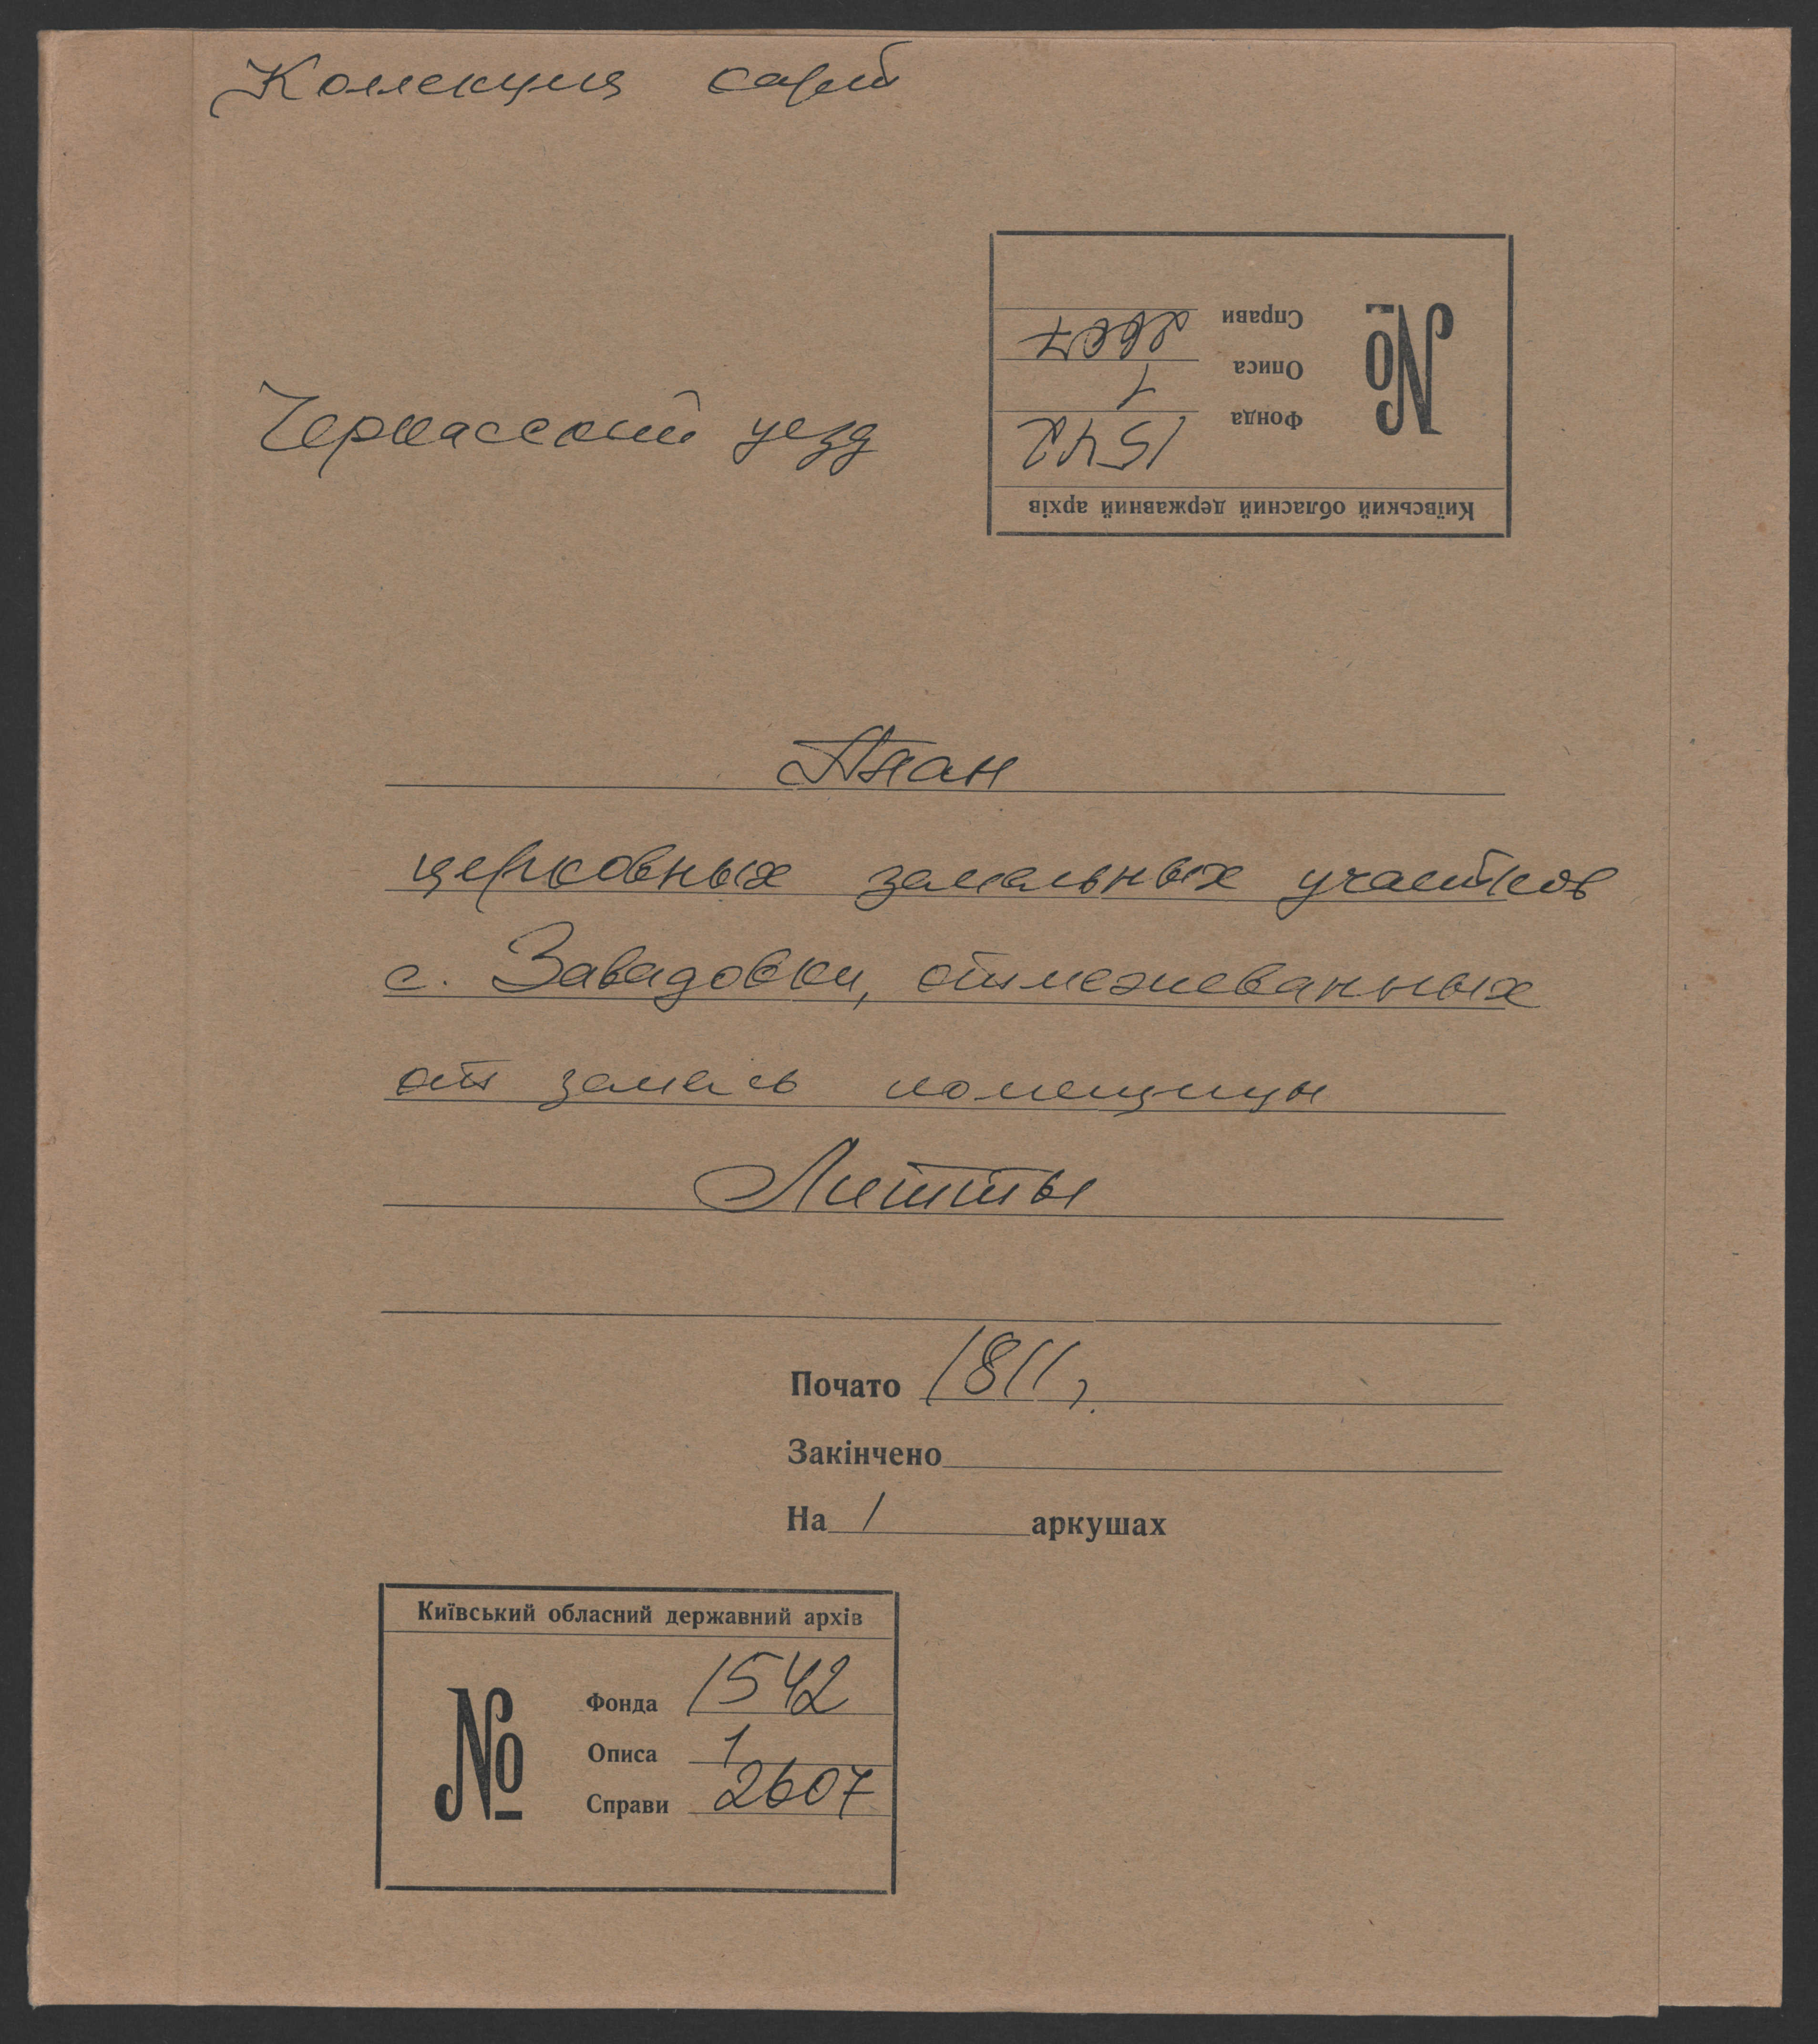 Коллекция карт
Киівський обласний державний архів
№
Фонда 1542
Описа 1
Справи 2607
Черкасский уезд
План
церковных земельных участков
с. Завадовки, отмежеванных
от земель помещицы
Литты
Почато 1811 г.
Закінчено
На 1 аркушах
Київський обласний державний архів
№
Фонда 1542
Описа 1
Справи 2607